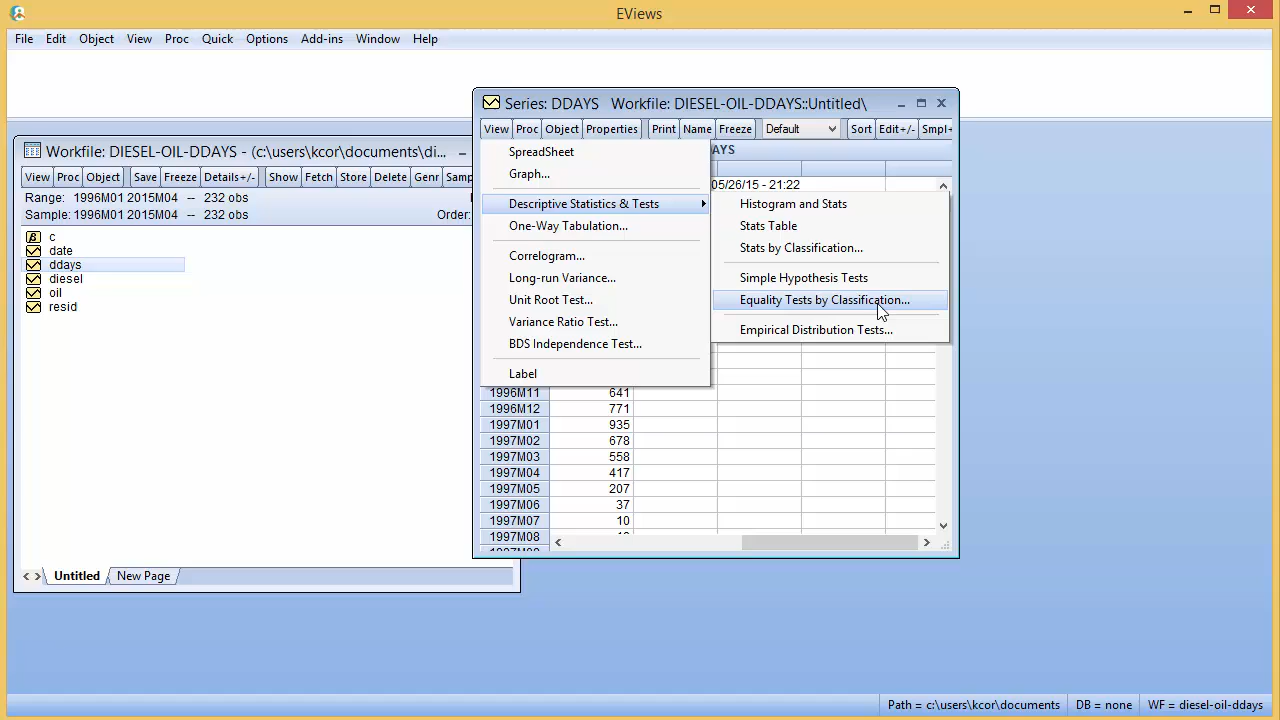 EViews
File Edit Object View Proc Quick Options Add-ins Window Help
Workfile: DIESEL-OIL-DDAYS - (c:\users\kcor\documents\di...
View Proc Object Save Freeze Details+/- Show Fetch Store Delete Genr Samp
Range: 1996M01 2015M04 -- 232 obs
Sample: 1996M01 2015M04 -- 232 obs Order:
c
date
ddays
diesel
oil
resid
Untitled New Page
Series: DDAYS Workfile: DIESEL-OIL-DDAYS::Untitled\
View Proc Object Properties Print Name Freeze Default Sort Edit+/- Smpl+
AYS
05/26/15 - 21:22
SpreadSheet
Graph...
Descriptive Statistics & Tests
One-Way Tabulation...
Correlogram...
Long-run Variance...
Unit Root Test...
Variance Ratio Test...
BDS Independence Test...
Label
Histogram and Stats
Stats Table
Stats by Classification...
Simple Hypothesis Tests
Equality Tests by Classification...
Empirical Distribution Tests...
1996M11 641
1996M12 771
1997M01 935
1997M02 678
1997M03 558
1997M04 417
1997M05 207
1997M06 37
1997M07 10
1997M08
Path = c:\users\kcor\documents DB = none WF = diesel-oil-ddays